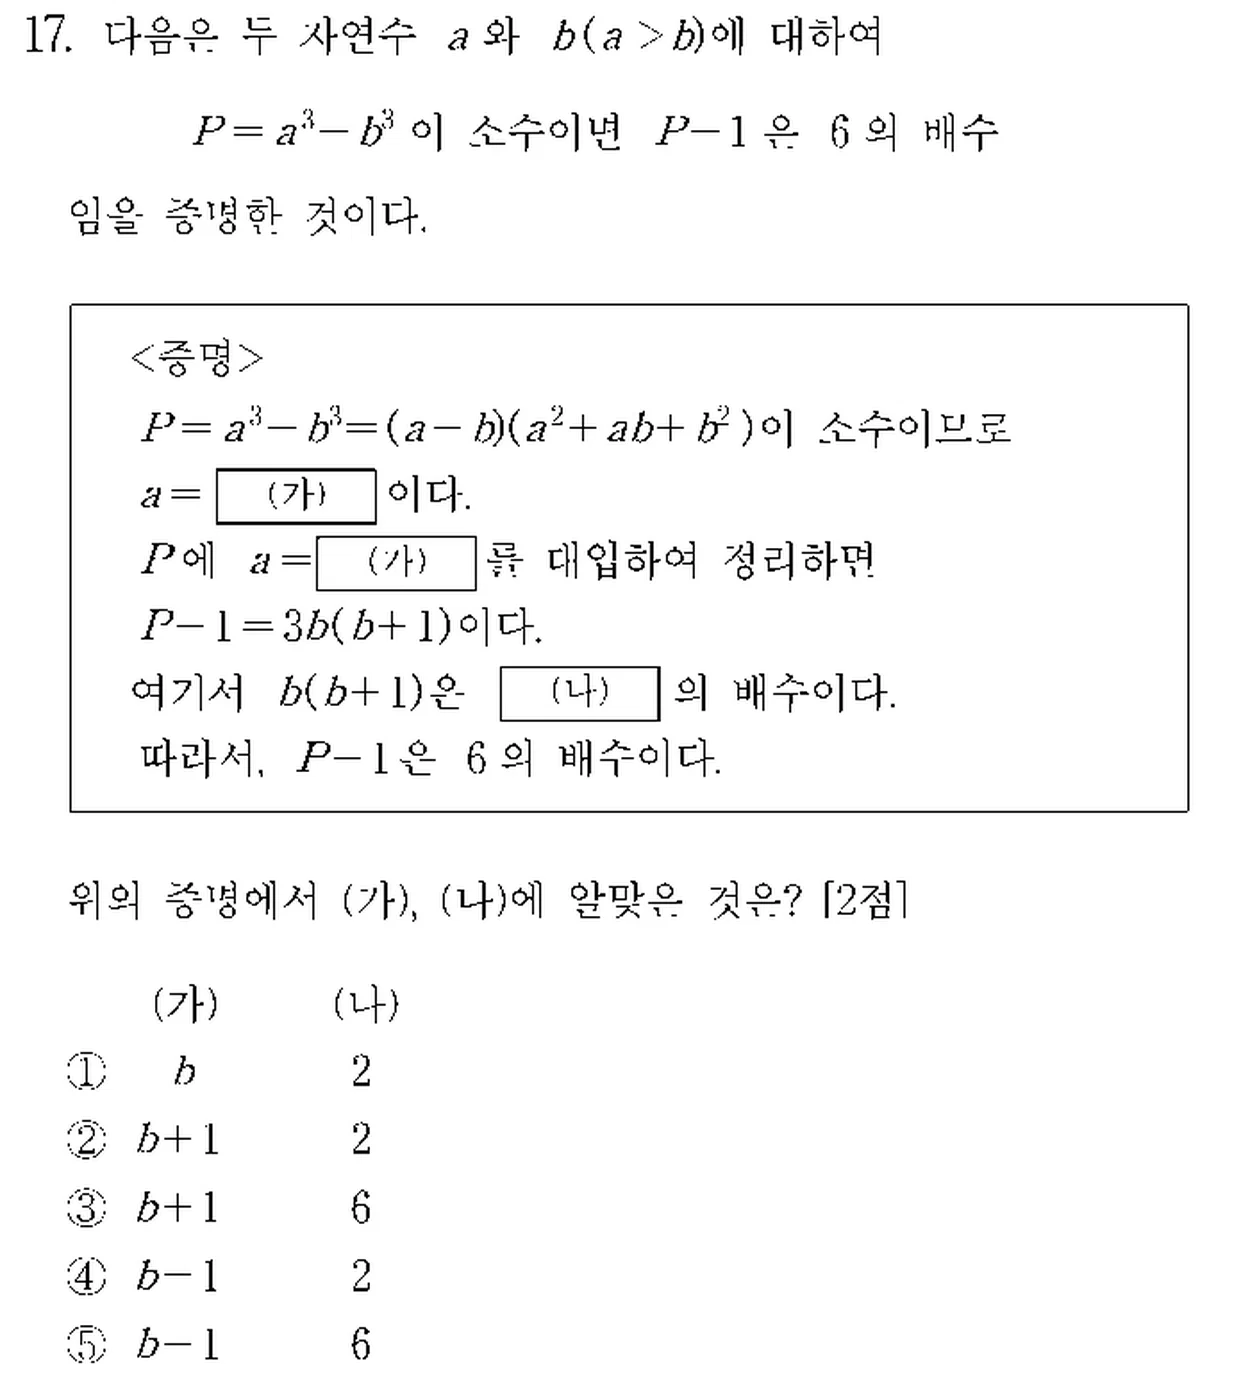 17. 다음은 두 자연수 a 와 b(a > b)에 대하여
P = a³ − b³ 이 소수이면 P − 1 은 6 의 배수
임을 증명한 것이다.
<증명>
P = a³ − b³ = (a − b)(a² + ab + b²)이 소수이므로
a = (가) 이다.
P에 a = (가) 를 대입하여 정리하면
P − 1 = 3b(b + 1)이다.
여기서 b(b + 1)은 (나) 의 배수이다.
따라서, P − 1은 6 의 배수이다.
위의 증명에서 (가), (나)에 알맞은 것은? [2점]
(가) (나)
① b 2
② b + 1 2
③ b + 1 6
④ b − 1 2
⑤ b − 1 6